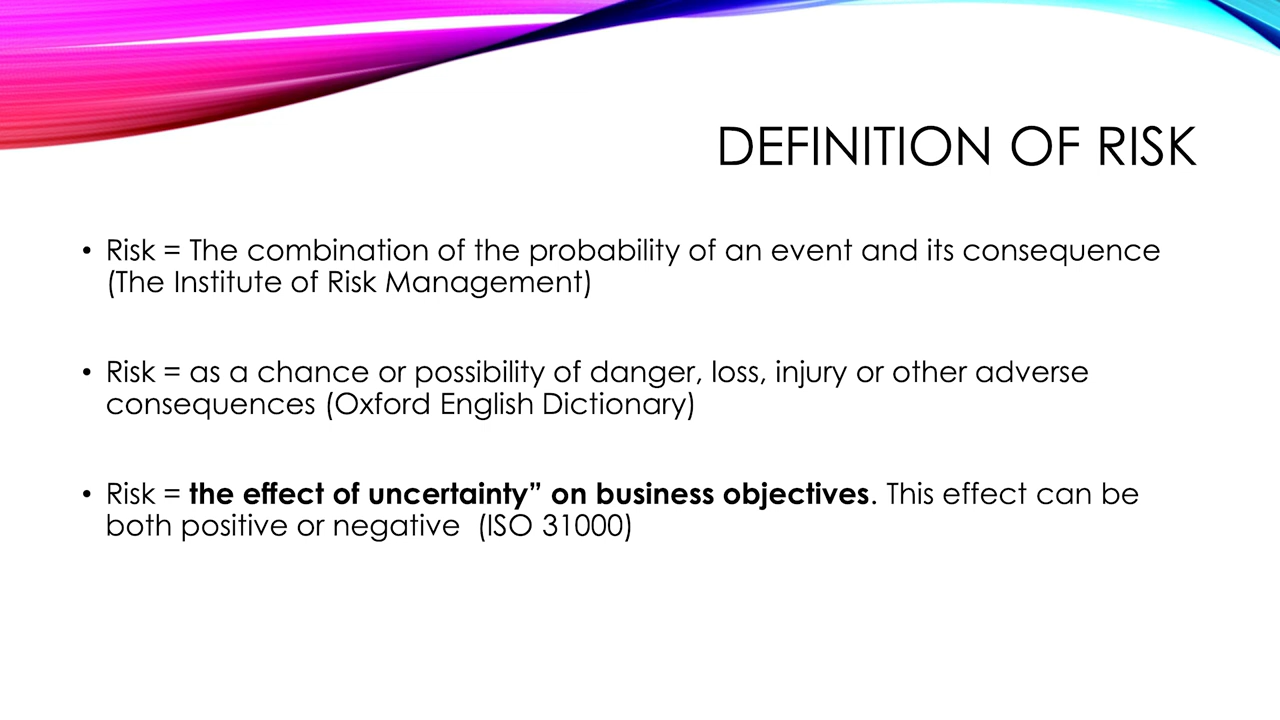 DEFINITION OF RISK
• Risk = The combination of the probability of an event and its consequence
(The Institute of Risk Management)
• Risk = as a chance or possibility of danger, loss, injury or other adverse
consequences (Oxford English Dictionary)
• Risk = the effect of uncertainty” on business objectives. This effect can be
both positive or negative  (ISO 31000)